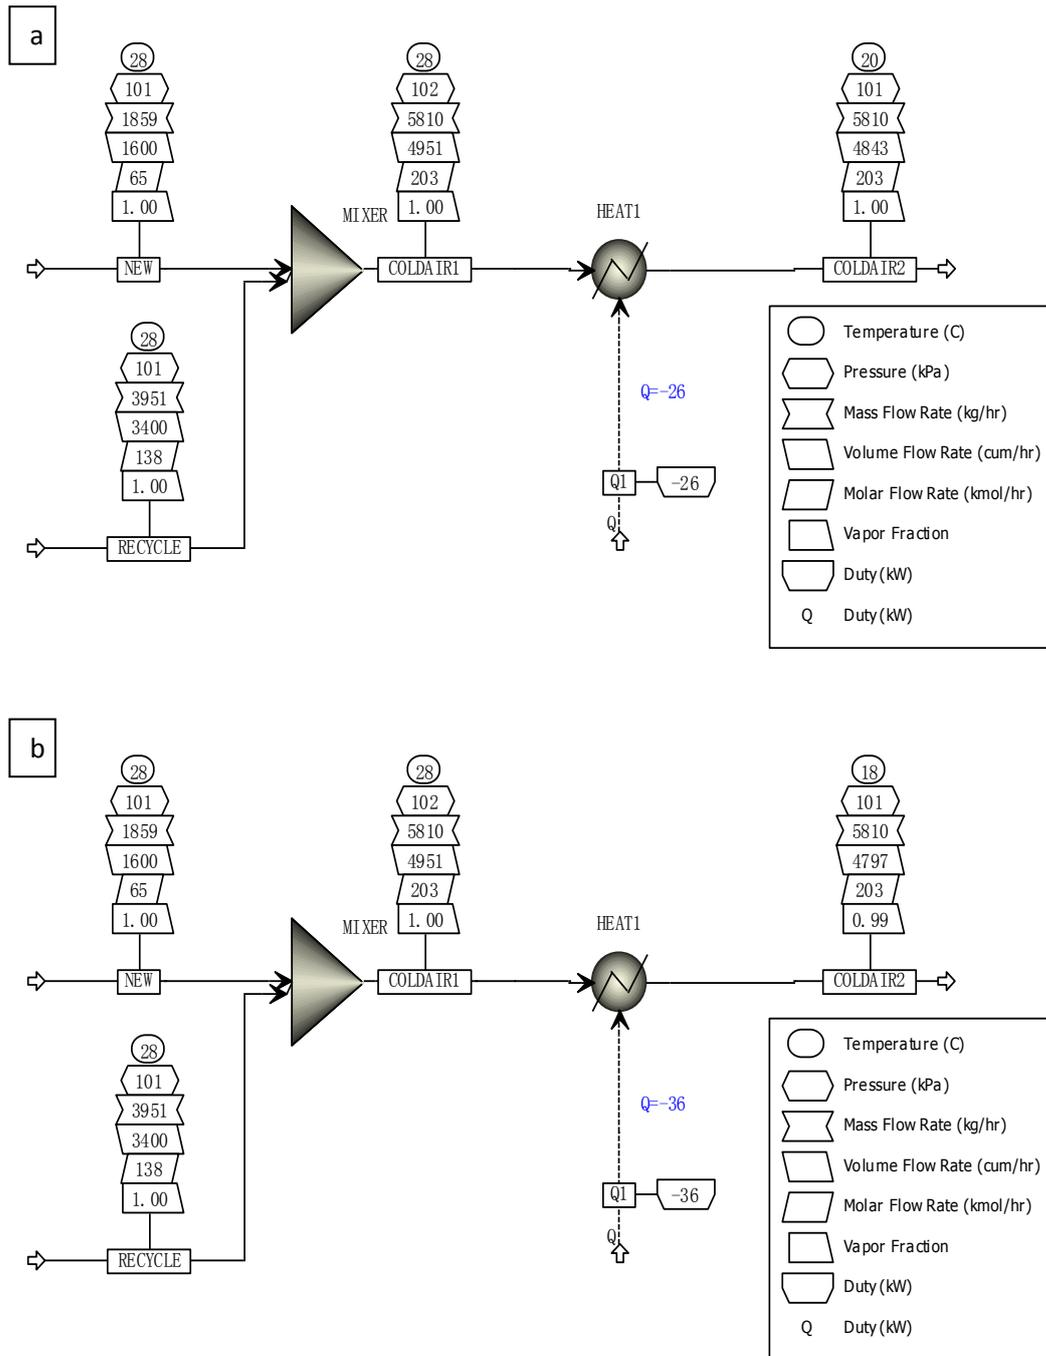 a
28
101
1859
1600
65
1.00
NEW
28
101
3951
3400
138
1.00
RECYCLE
MIXER
28
102
5810
4951
203
1.00
COLDAIR1
HEAT1
Q=-26
Q1
-26
Q
20
101
5810
4843
203
1.00
COLDAIR2
Temperature (C)
Pressure (kPa)
Mass Flow Rate (kg/hr)
Volume Flow Rate (cum/hr)
Molar Flow Rate (kmol/hr)
Vapor Fraction
Duty (kW)
Q Duty (kW)
b
28
101
1859
1600
65
1.00
NEW
28
101
3951
3400
138
1.00
RECYCLE
MIXER
28
102
5810
4951
203
1.00
COLDAIR1
HEAT1
Q=-36
Q1
-36
Q
18
101
5810
4797
203
0.99
COLDAIR2
Temperature (C)
Pressure (kPa)
Mass Flow Rate (kg/hr)
Volume Flow Rate (cum/hr)
Molar Flow Rate (kmol/hr)
Vapor Fraction
Duty (kW)
Q Duty (kW)